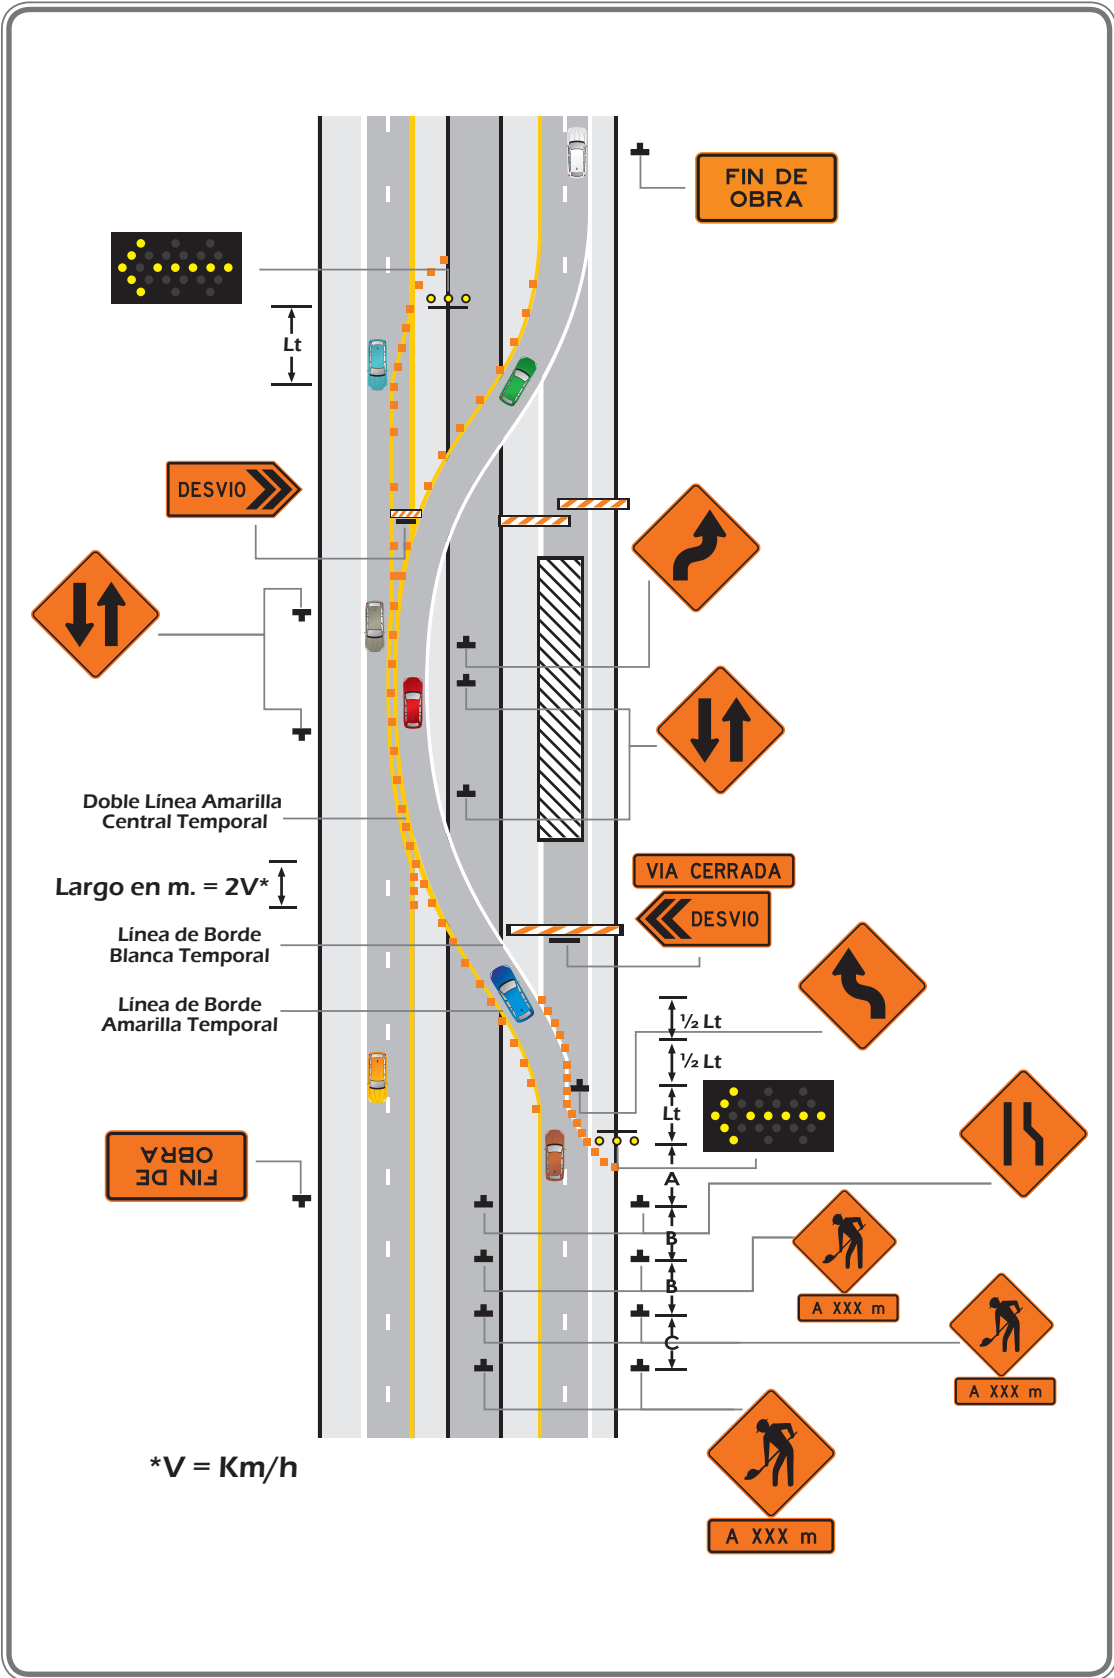 FIN DE
OBRA
Lt
DESVIO
Doble Línea Amarilla
Central Temporal
VIA CERRADA
Largo en m. = 2V*
DESVIO
Línea de Borde
Blanca Temporal
Línea de Borde
Amarilla Temporal
½ Lt
½ Lt
Lt
FIN DE
OBRA
A
B
B
A XXX m
C
A XXX m
*V = Km/h
A XXX m